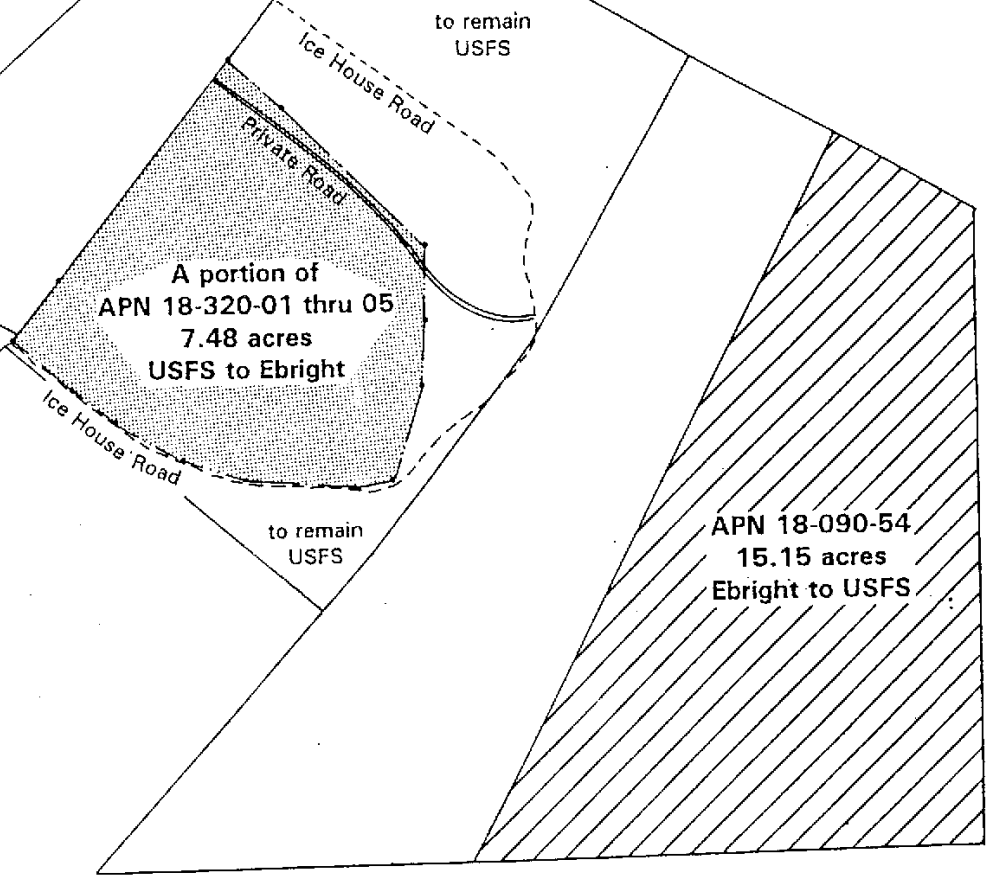 to remain
USFS
Ice House Road
Private Road
A portion of
APN 18-320-01 thru 05
7.48 acres
USFS to Ebright
Ice House Road
to remain
USFS
APN 18-090-54
15.15 acres
Ebright to USFS